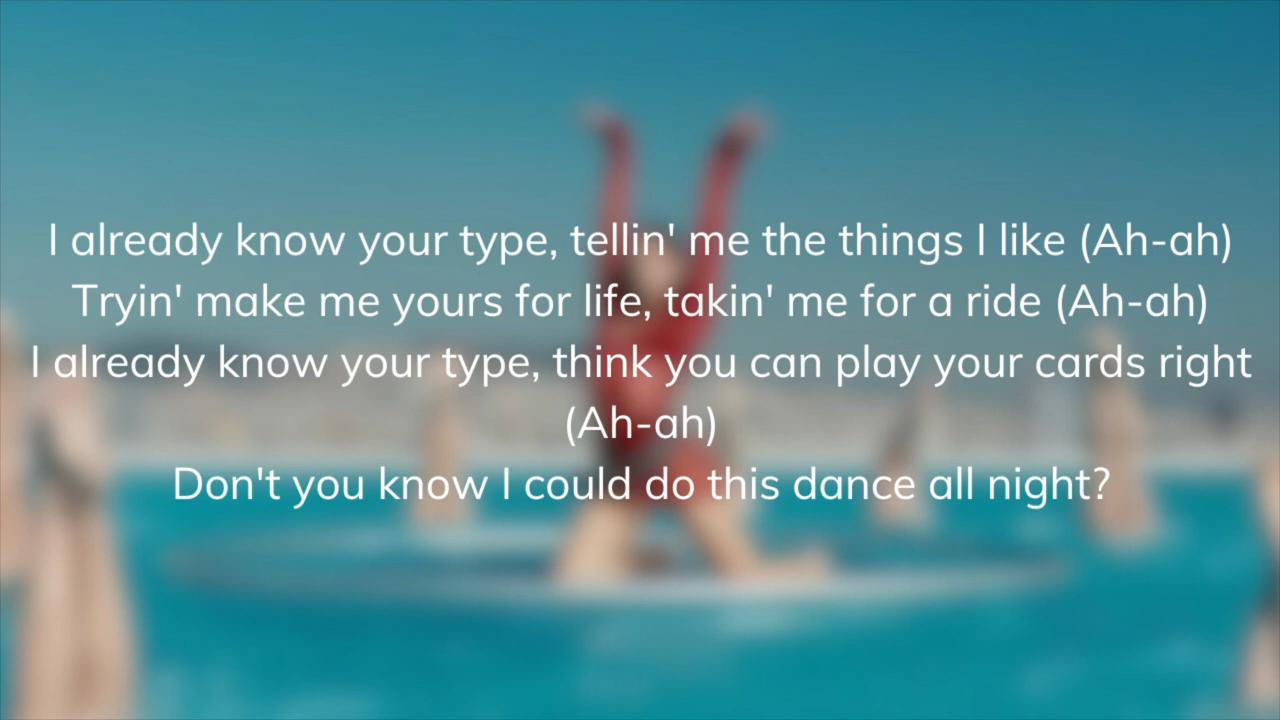 I already know your type, tellin' me the things I like (Ah-ah)
Tryin' make me yours for life, takin' me for a ride (Ah-ah)
I already know your type, think you can play your cards right
(Ah-ah)
Don't you know I could do this dance all night?